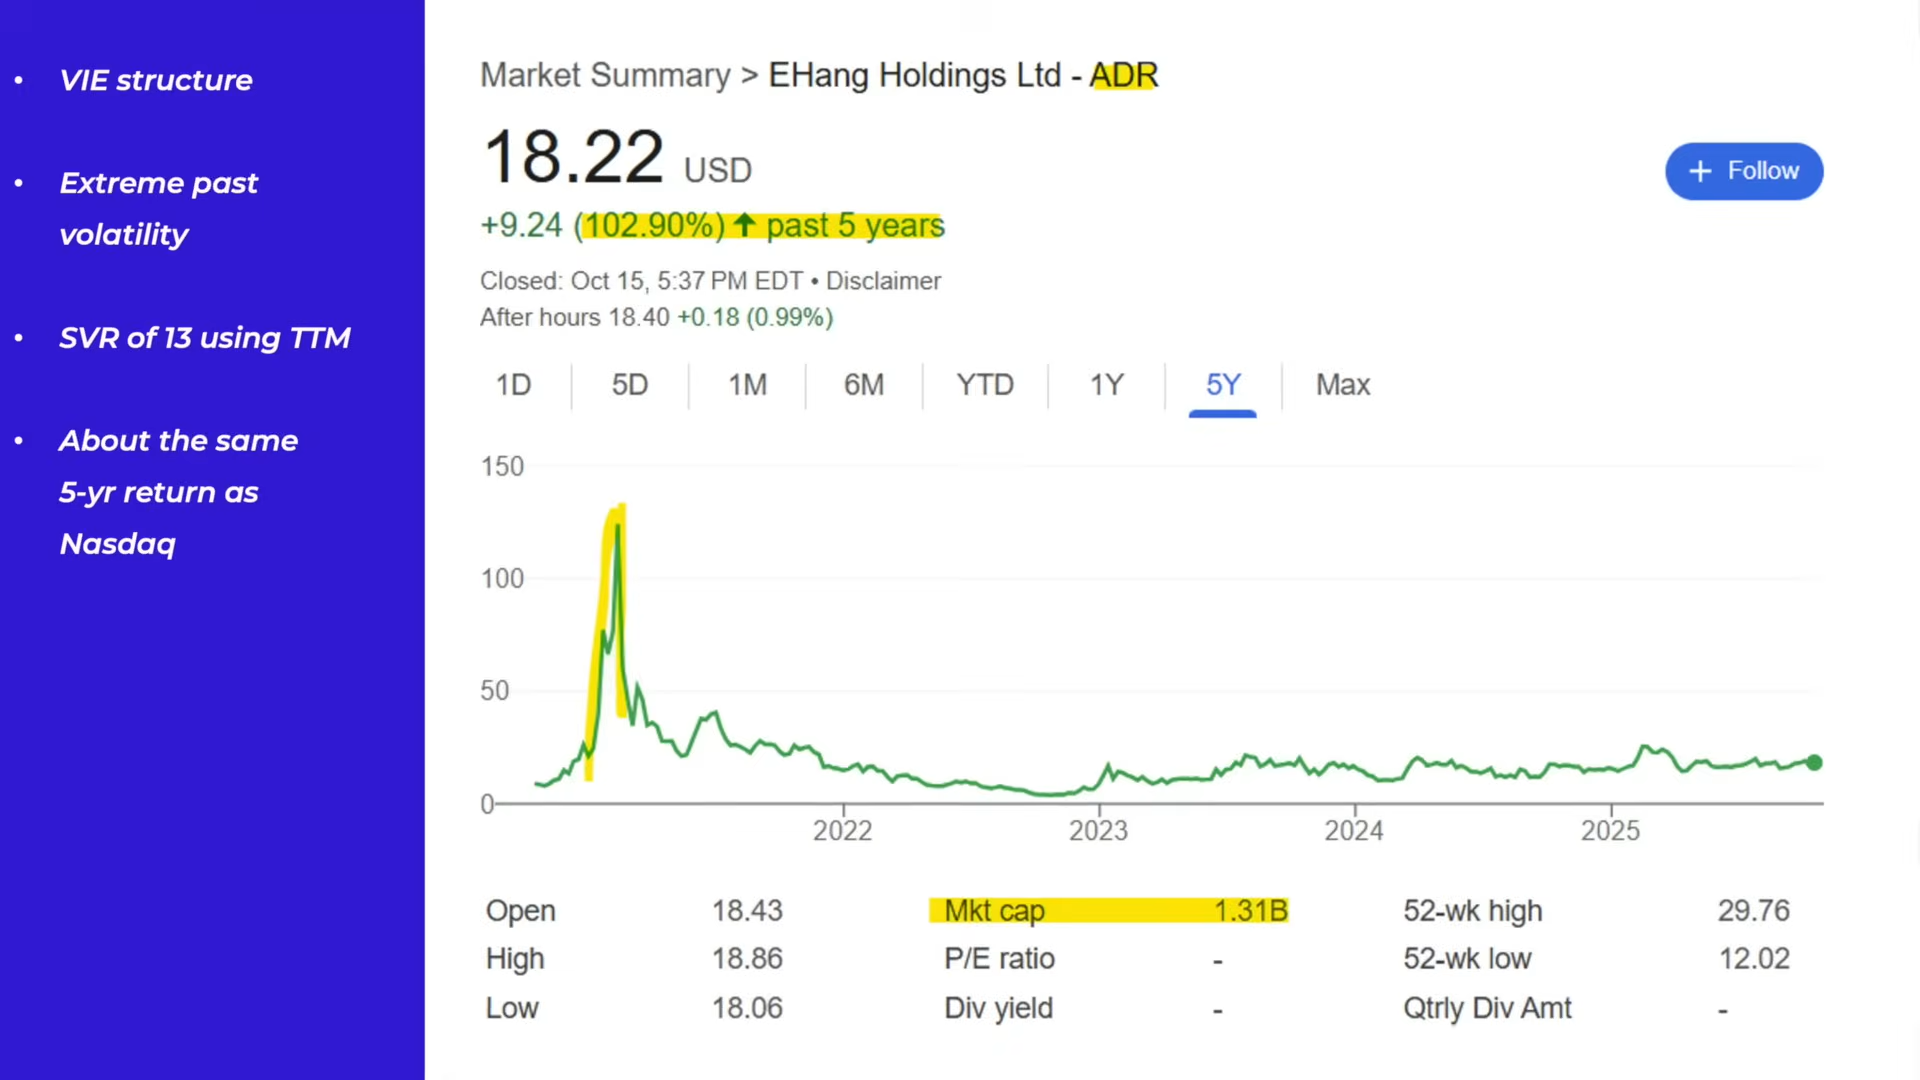 • VIE structure
• Extreme past
volatility
• SVR of 13 using TTM
• About the same
5-yr return as
Nasdaq
Market Summary > EHang Holdings Ltd - ADR
18.22 USD
+ Follow
+9.24 (102.90%) ↑ past 5 years
Closed: Oct 15, 5:37 PM EDT • Disclaimer
After hours 18.40 +0.18 (0.99%)
1D 5D 1M 6M YTD 1Y 5Y Max
150
100
50
0
2022 2023 2024 2025
Open 18.43 Mkt cap 1.31B 52-wk high 29.76
High 18.86 P/E ratio - 52-wk low 12.02
Low 18.06 Div yield - Qtrly Div Amt -